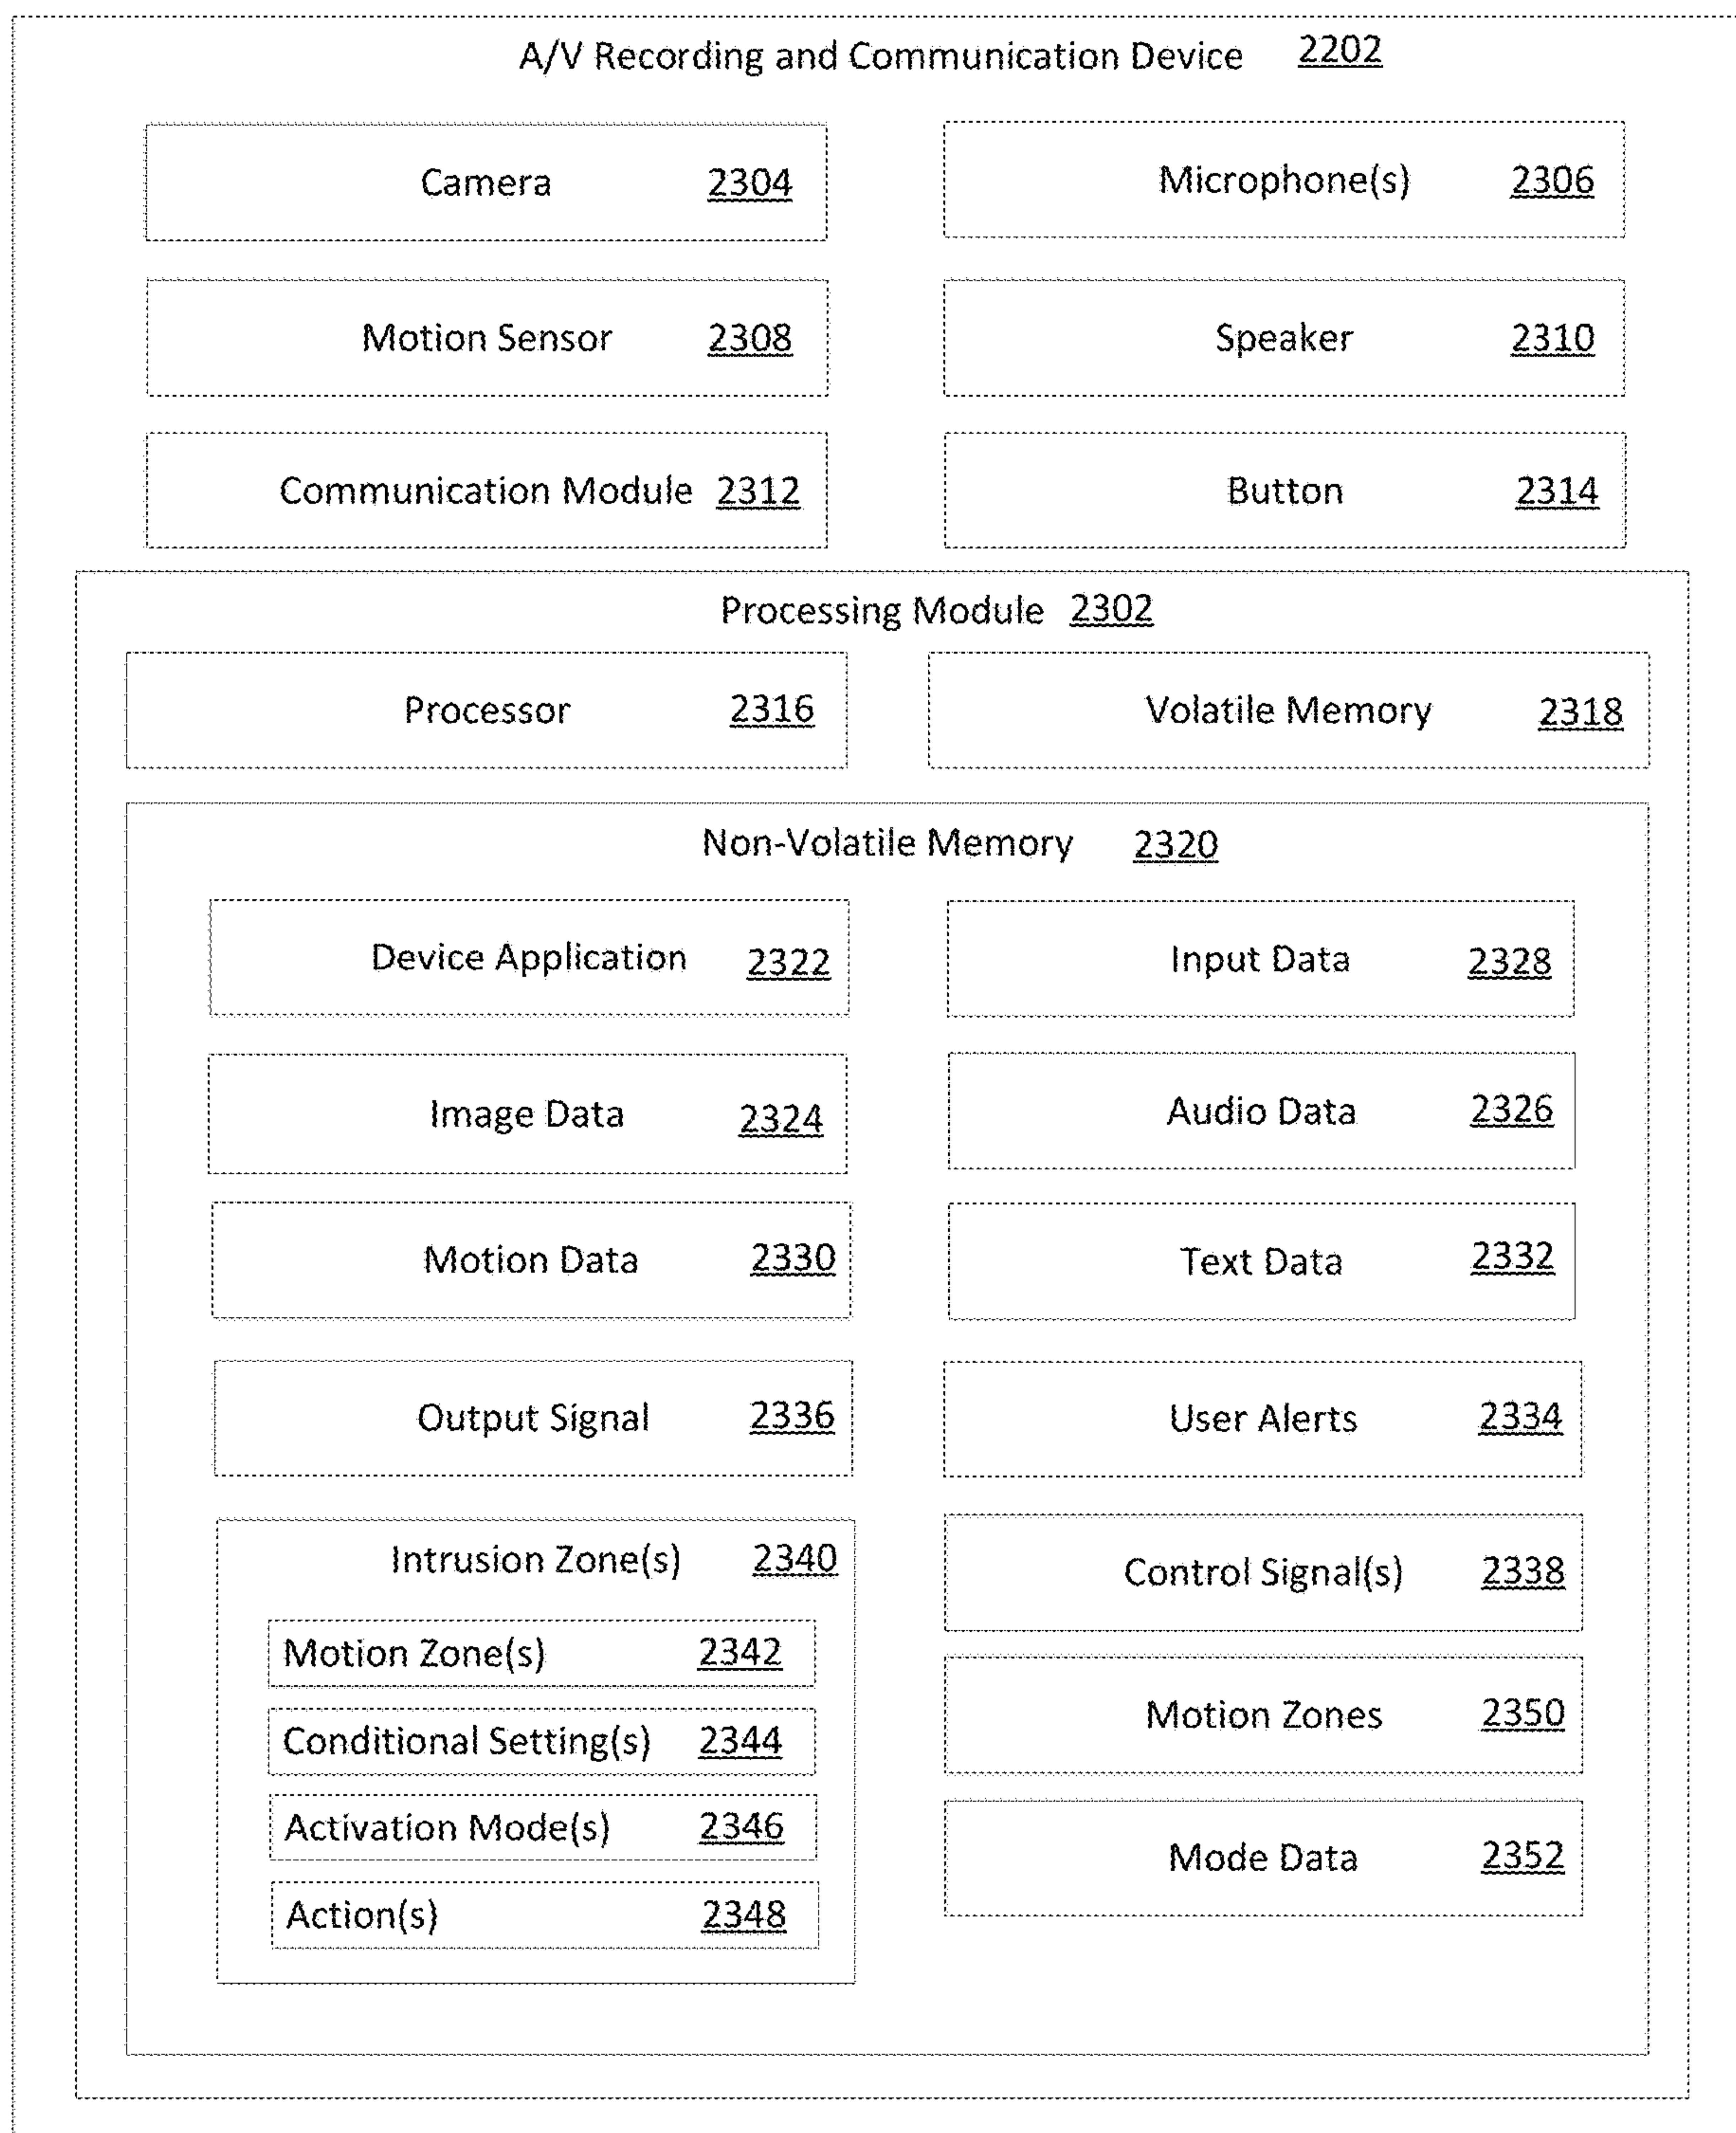 A/V Recording and Communication Device 2202
Camera 2304
Microphone(s) 2306
Motion Sensor 2308
Speaker 2310
Communication Module 2312
Button 2314
Processing Module 2302
Processor 2316
Volatile Memory 2318
Non-Volatile Memory 2320
Device Application 2322
Input Data 2328
Image Data 2324
Audio Data 2326
Motion Data 2330
Text Data 2332
Output Signal 2336
User Alerts 2334
Intrusion Zone(s) 2340
Motion Zone(s) 2342
Conditional Setting(s) 2344
Activation Mode(s) 2346
Action(s) 2348
Control Signal(s) 2338
Motion Zones 2350
Mode Data 2352